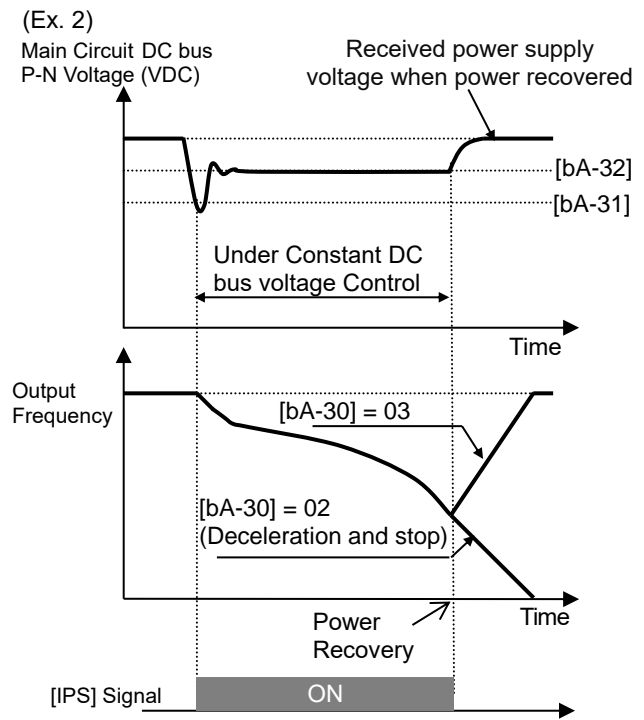 (Ex. 2)
Main Circuit DC bus
P-N Voltage (VDC)
Received power supply
voltage when power recovered
[bA-32]
[bA-31]
Under Constant DC
bus voltage Control
Time
Output
Frequency
[bA-30] = 03
[bA-30] = 02
(Deceleration and stop)
Time
Power
Recovery
[IPS] Signal
ON